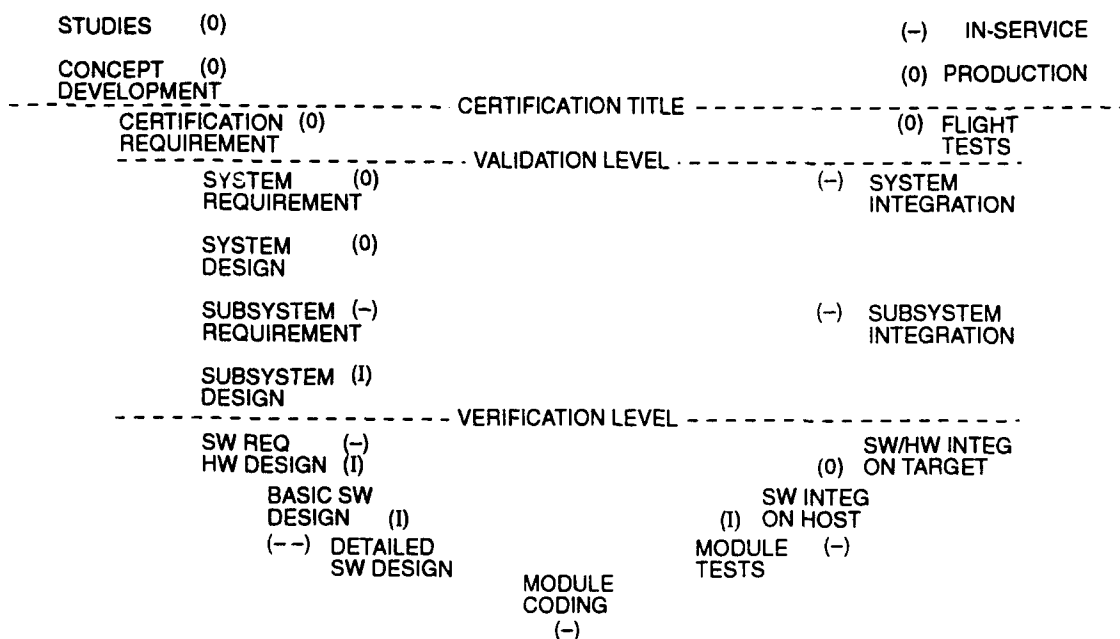 STUDIES (0) (–) IN-SERVICE
CONCEPT (0) (0) PRODUCTION
DEVELOPMENT
CERTIFICATION TITLE
CERTIFICATION (0) (0) FLIGHT
REQUIREMENT TESTS
VALIDATION LEVEL
SYSTEM (0) (–) SYSTEM
REQUIREMENT INTEGRATION
SYSTEM (0)
DESIGN
SUBSYSTEM (–) (–) SUBSYSTEM
REQUIREMENT INTEGRATION
SUBSYSTEM (I)
DESIGN
VERIFICATION LEVEL
SW REQ (–) SW/HW INTEG
HW DESIGN (I) (0) ON TARGET
BASIC SW SW INTEG
DESIGN (I) (I) ON HOST
(– –) DETAILED MODULE (–)
SW DESIGN TESTS
MODULE
CODING
(–)